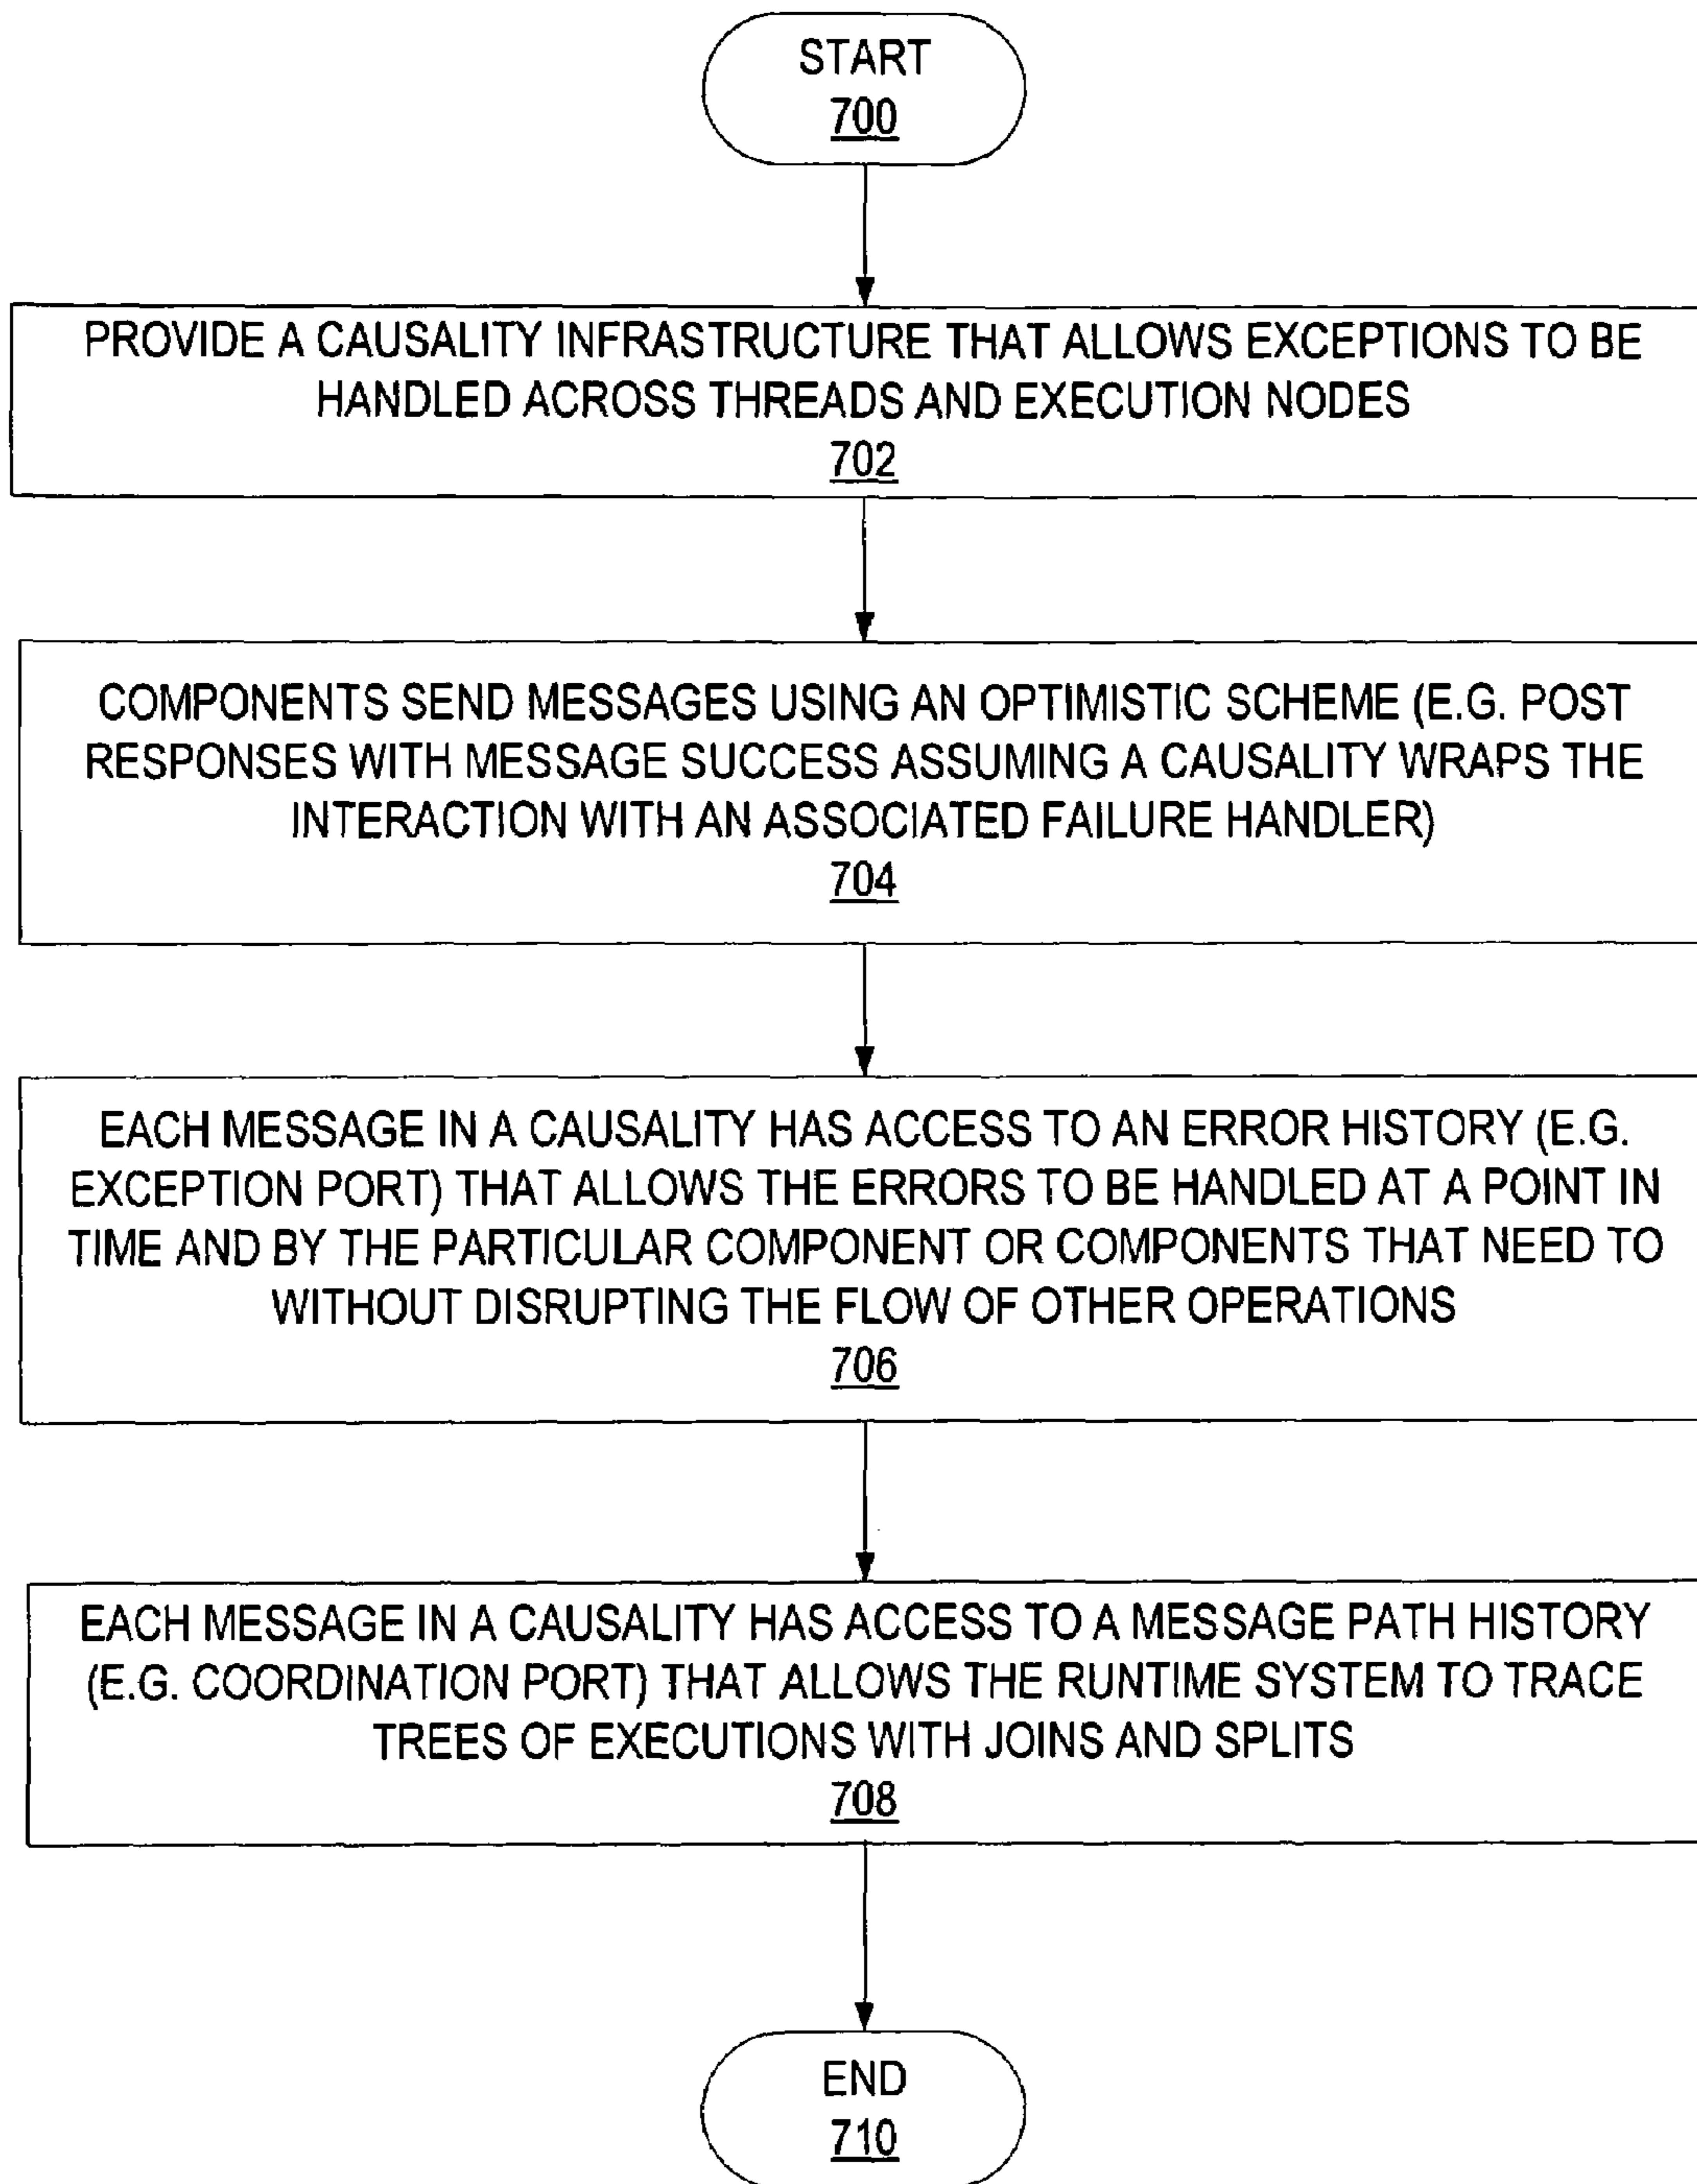 START
700
PROVIDE A CAUSALITY INFRASTRUCTURE THAT ALLOWS EXCEPTIONS TO BE
HANDLED ACROSS THREADS AND EXECUTION NODES
702
COMPONENTS SEND MESSAGES USING AN OPTIMISTIC SCHEME (E.G. POST
RESPONSES WITH MESSAGE SUCCESS ASSUMING A CAUSALITY WRAPS THE
INTERACTION WITH AN ASSOCIATED FAILURE HANDLER)
704
EACH MESSAGE IN A CAUSALITY HAS ACCESS TO AN ERROR HISTORY (E.G.
EXCEPTION PORT) THAT ALLOWS THE ERRORS TO BE HANDLED AT A POINT IN
TIME AND BY THE PARTICULAR COMPONENT OR COMPONENTS THAT NEED TO
WITHOUT DISRUPTING THE FLOW OF OTHER OPERATIONS
706
EACH MESSAGE IN A CAUSALITY HAS ACCESS TO A MESSAGE PATH HISTORY
(E.G. COORDINATION PORT) THAT ALLOWS THE RUNTIME SYSTEM TO TRACE
TREES OF EXECUTIONS WITH JOINS AND SPLITS
708
END
710